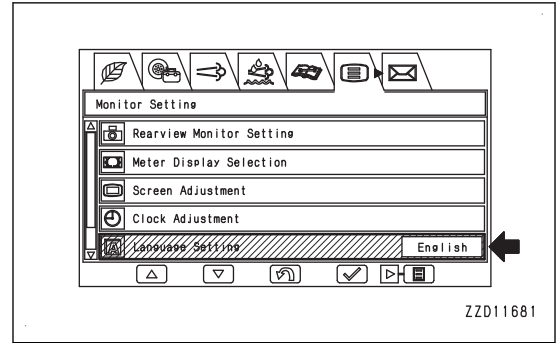 Monitor Setting
Rearview Monitor Setting
Meter Display Selection
Screen Adjustment
Clock Adjustment
A Language Setting English
ZZD11681